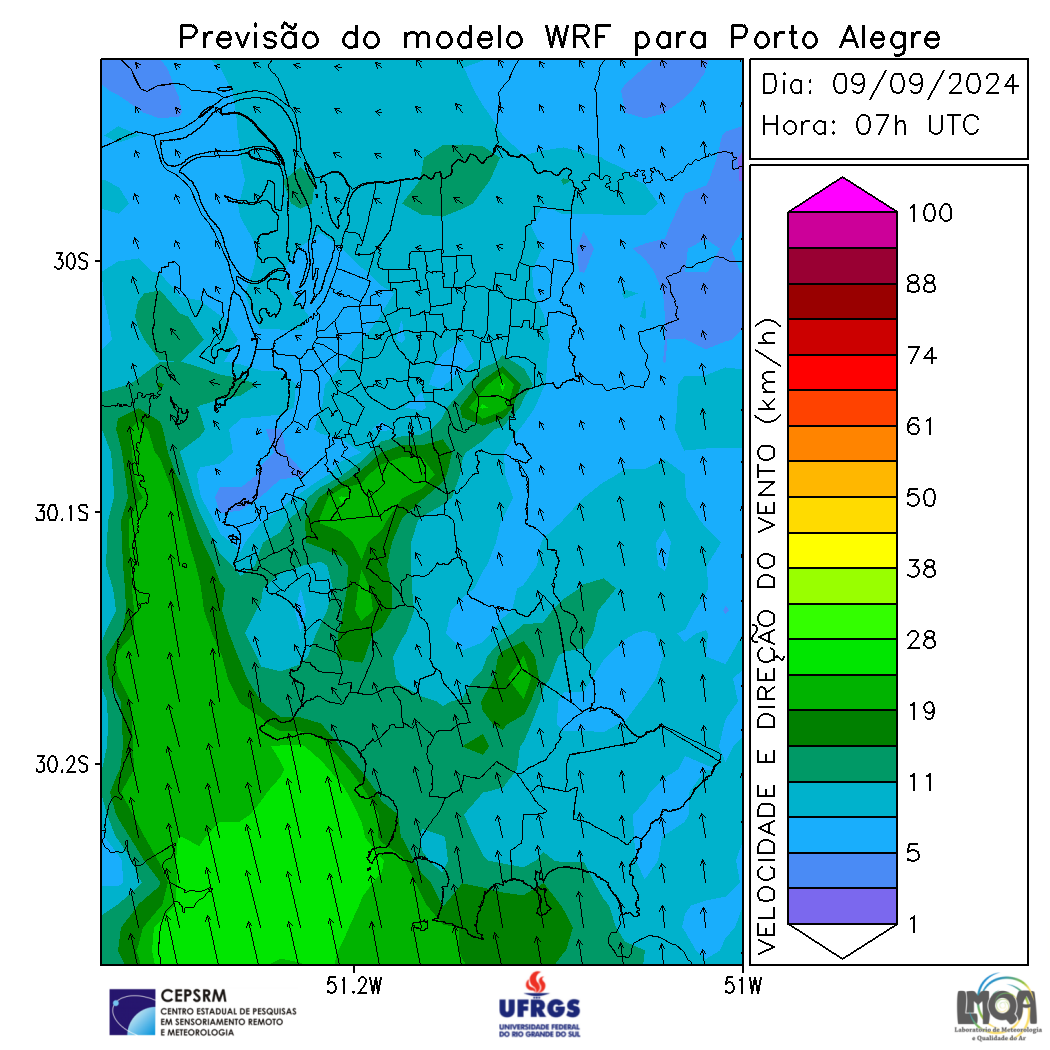 Previsão do modelo WRF para Porto Alegre
Dia: 09/09/2024
Hora: 07h UTC
30S
30.1S
30.2S
51.2W
51W
VELOCIDADE E DIREÇÃO DO VENTO (km/h)
100
88
74
61
50
38
28
19
11
5
1
CEPSRM
CENTRO ESTADUAL DE PESQUISAS
EM SENSORIAMENTO REMOTO
E METEOROLOGIA
UFRGS
UNIVERSIDADE FEDERAL
DO RIO GRANDE DO SUL
LMQA
Laboratório de Meteorologia
e Qualidade do Ar